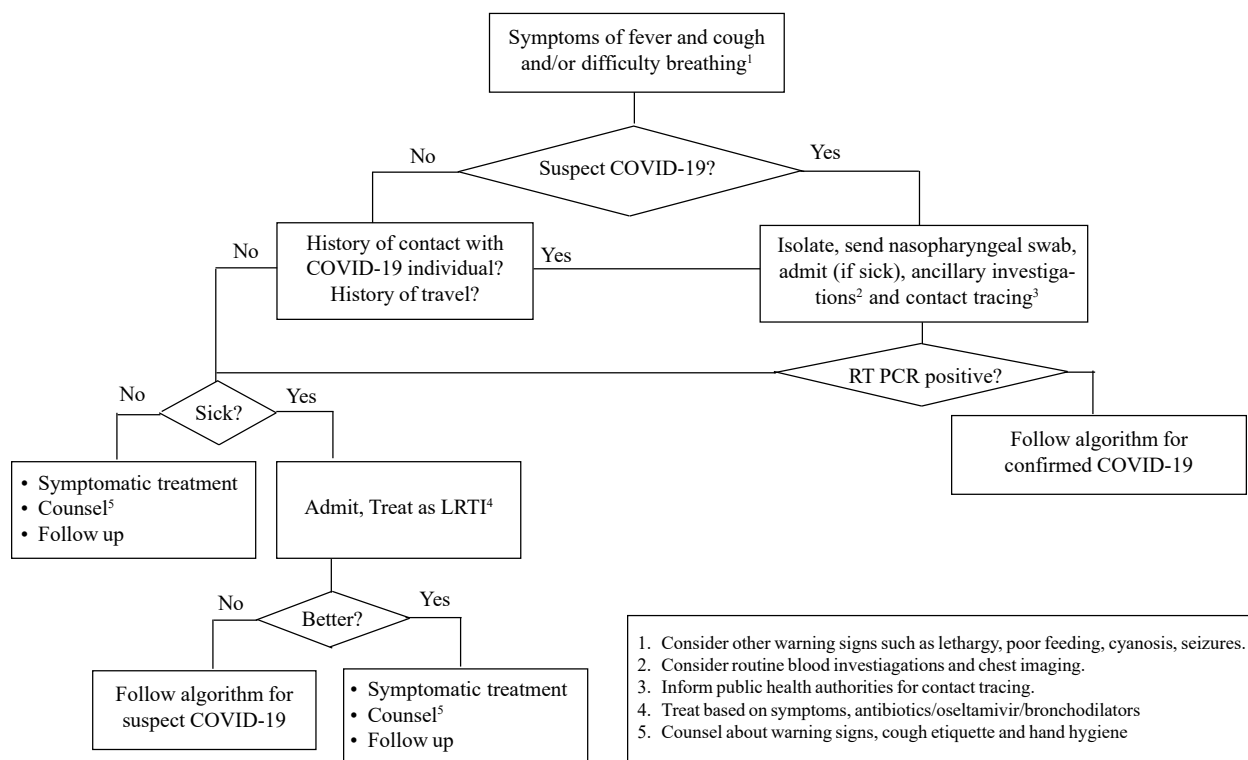 Symptoms of fever and cough
and/or difficulty breathing¹
No
Suspect COVID-19?
Yes
No
History of contact with
COVID-19 individual?
History of travel?
Yes
Isolate, send nasopharyngeal swab,
admit (if sick), ancillary investiga-
tions² and contact tracing³
RT PCR positive?
No
Sick?
Yes
Follow algorithm for
confirmed COVID-19
• Symptomatic treatment
• Counsel⁵
• Follow up
Admit, Treat as LRTI⁴
No
Better?
Yes
Follow algorithm for
suspect COVID-19
• Symptomatic treatment
• Counsel⁵
• Follow up
1. Consider other warning signs such as lethargy, poor feeding, cyanosis, seizures.
2. Consider routine blood investiagations and chest imaging.
3. Inform public health authorities for contact tracing.
4. Treat based on symptoms, antibiotics/oseltamivir/bronchodilators
5. Counsel about warning signs, cough etiquette and hand hygiene